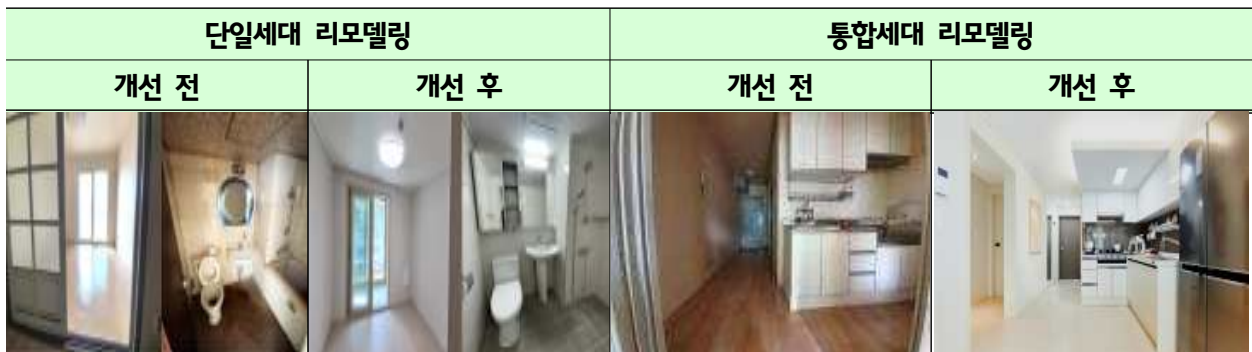 단일세대 리모델링
통합세대 리모델링
개선 전
개선 후
개선 전
개선 후